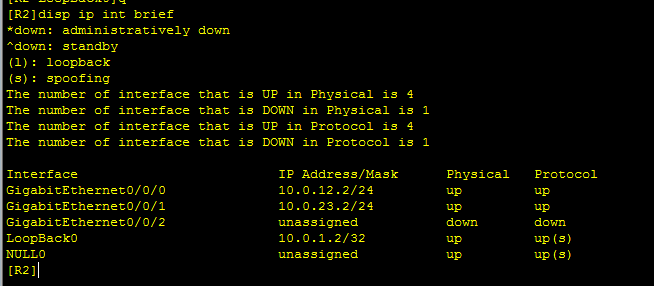 [R2]disp ip int brief
*down: administratively down
^down: standby
(l): loopback
(s): spoofing
The number of interface that is UP in Physical is 4
The number of interface that is DOWN in Physical is 1
The number of interface that is UP in Protocol is 4
The number of interface that is DOWN in Protocol is 1
Interface IP Address/Mask Physical Protocol
GigabitEthernet0/0/0 10.0.12.2/24 up up
GigabitEthernet0/0/1 10.0.23.2/24 up up
GigabitEthernet0/0/2 unassigned down down
LoopBack0 10.0.1.2/32 up up(s)
NULL0 unassigned up up(s)
[R2]